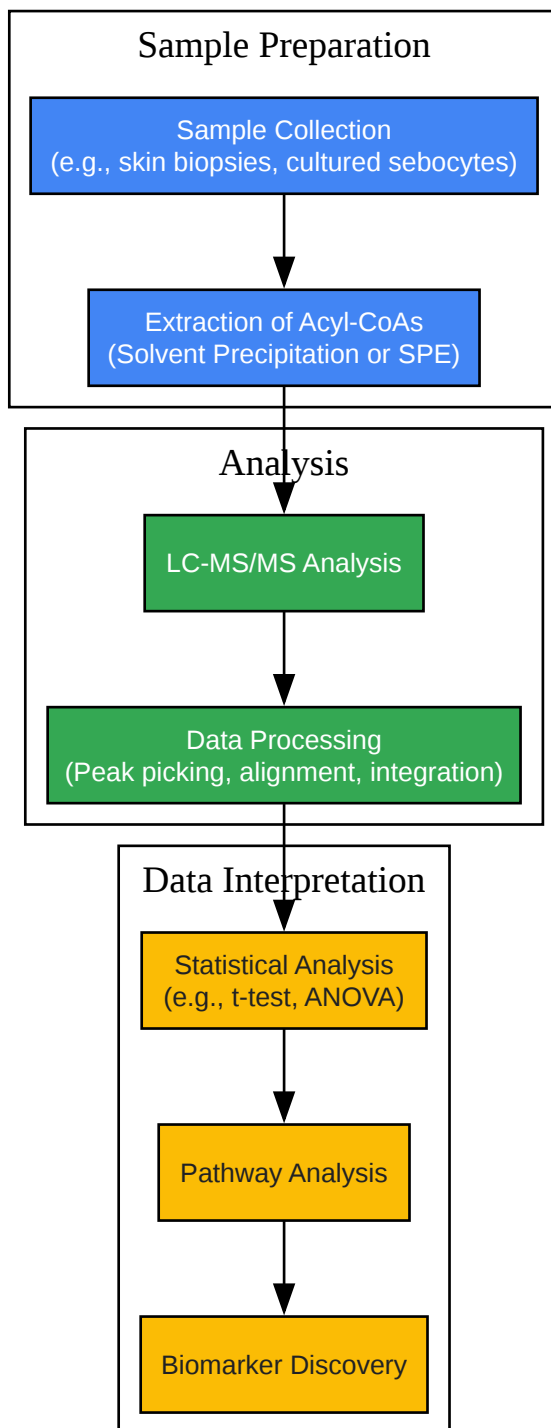 Sample Preparation
Sample Collection
(e.g., skin biopsies, cultured sebocytes)
Extraction of Acyl-CoAs
(Solvent Precipitation or SPE)
Analysis
LC-MS/MS Analysis
Data Processing
(Peak picking, alignment, integration)
Data Interpretation
Statistical Analysis
(e.g., t-test, ANOVA)
Pathway Analysis
Biomarker Discovery